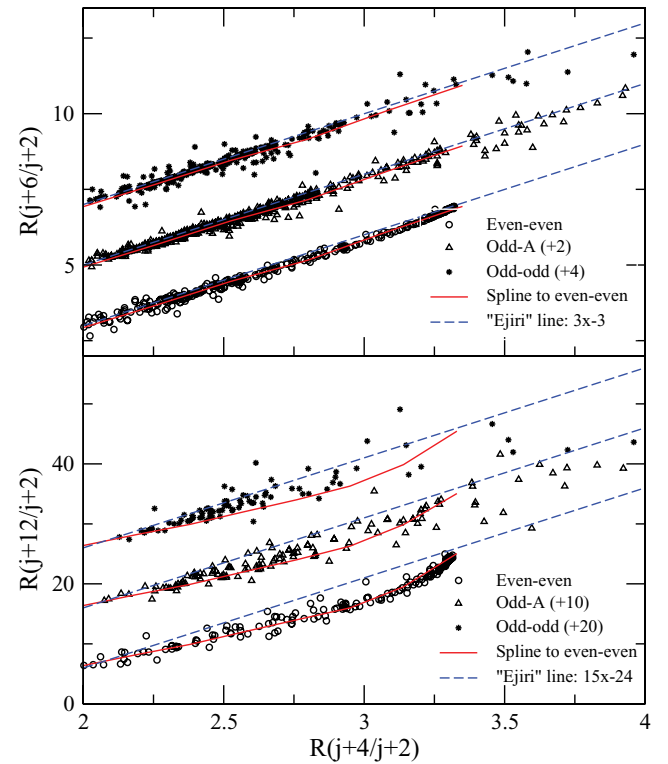 R(j+6/j+2)
10
5
Even-even
Odd-A (+2)
Odd-odd (+4)
Spline to even-even
"Ejiri" line: 3x-3
R(j+12/j+2)
40
20
0
Even-even
Odd-A (+10)
Odd-odd (+20)
Spline to even-even
"Ejiri" line: 15x-24
2 2.5 3 3.5 4
R(j+4/j+2)